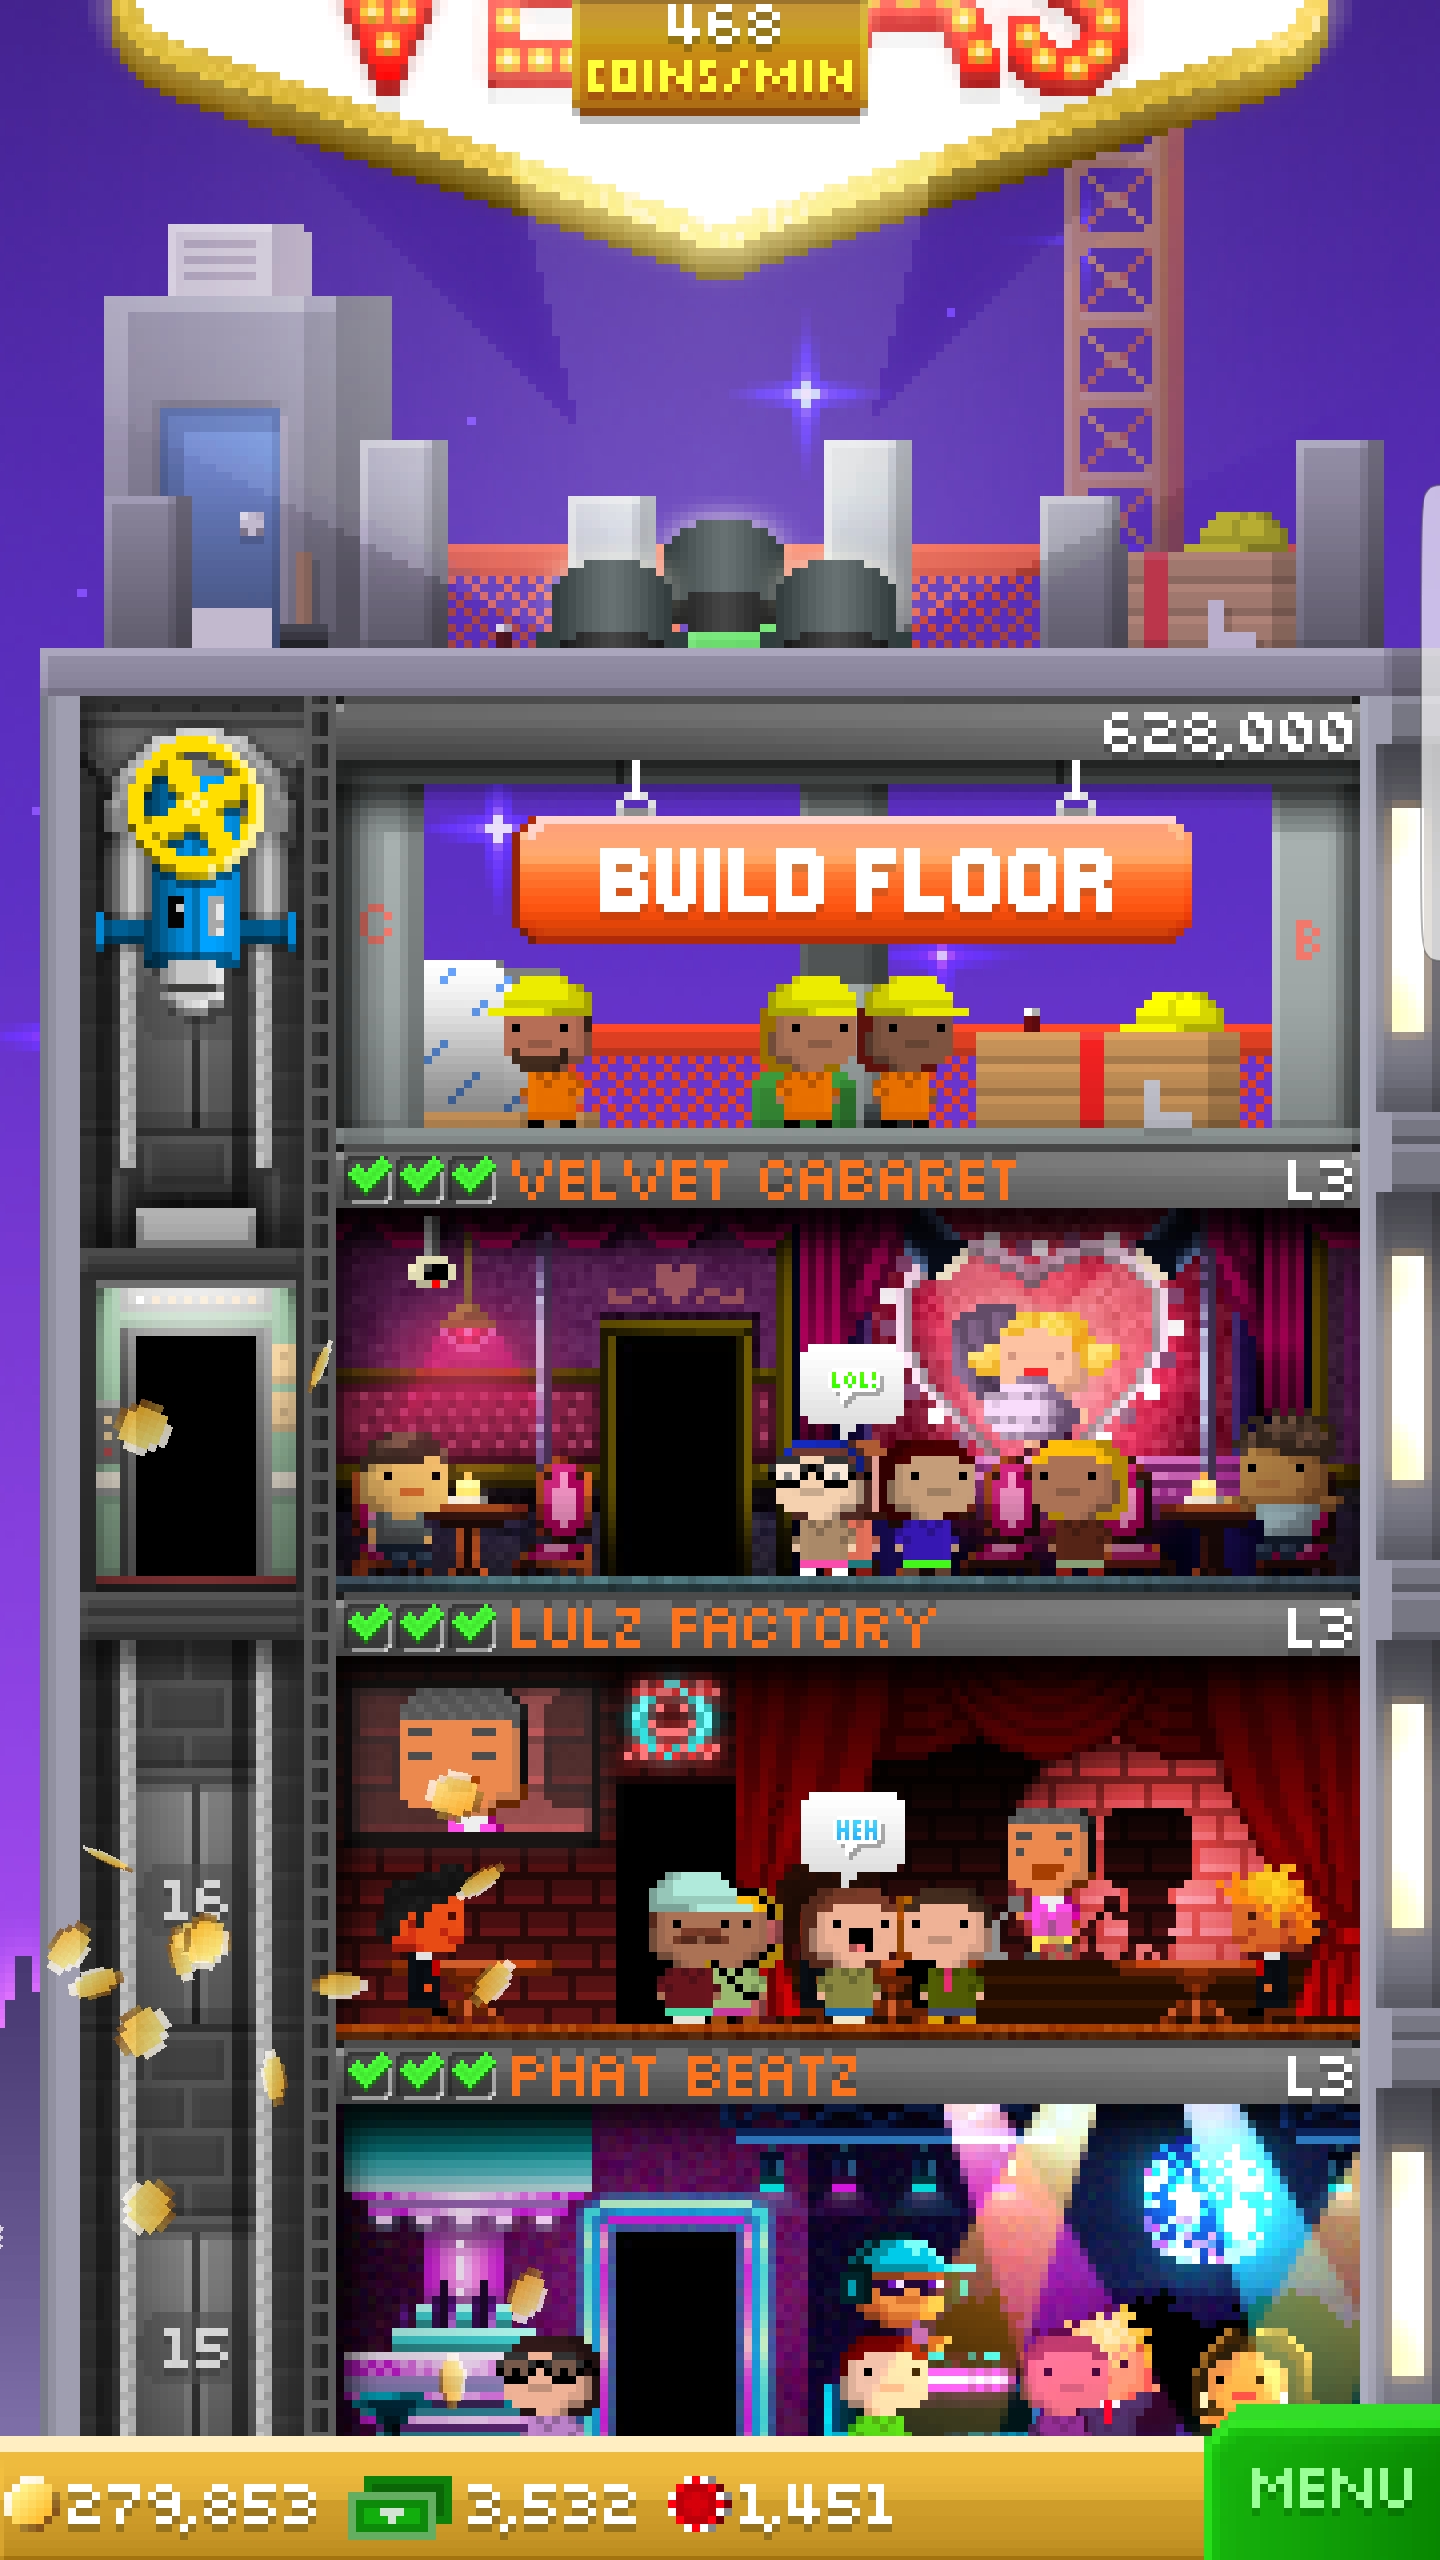 VEGAS
468
COINS/MIN
628,000
BUILD FLOOR
C
B
VELVET CABARET L3
LOL!
LULZ FACTORY L3
HEH
16
PHAT BEATZ L3
15
279,853 3,532 1,451 MENU